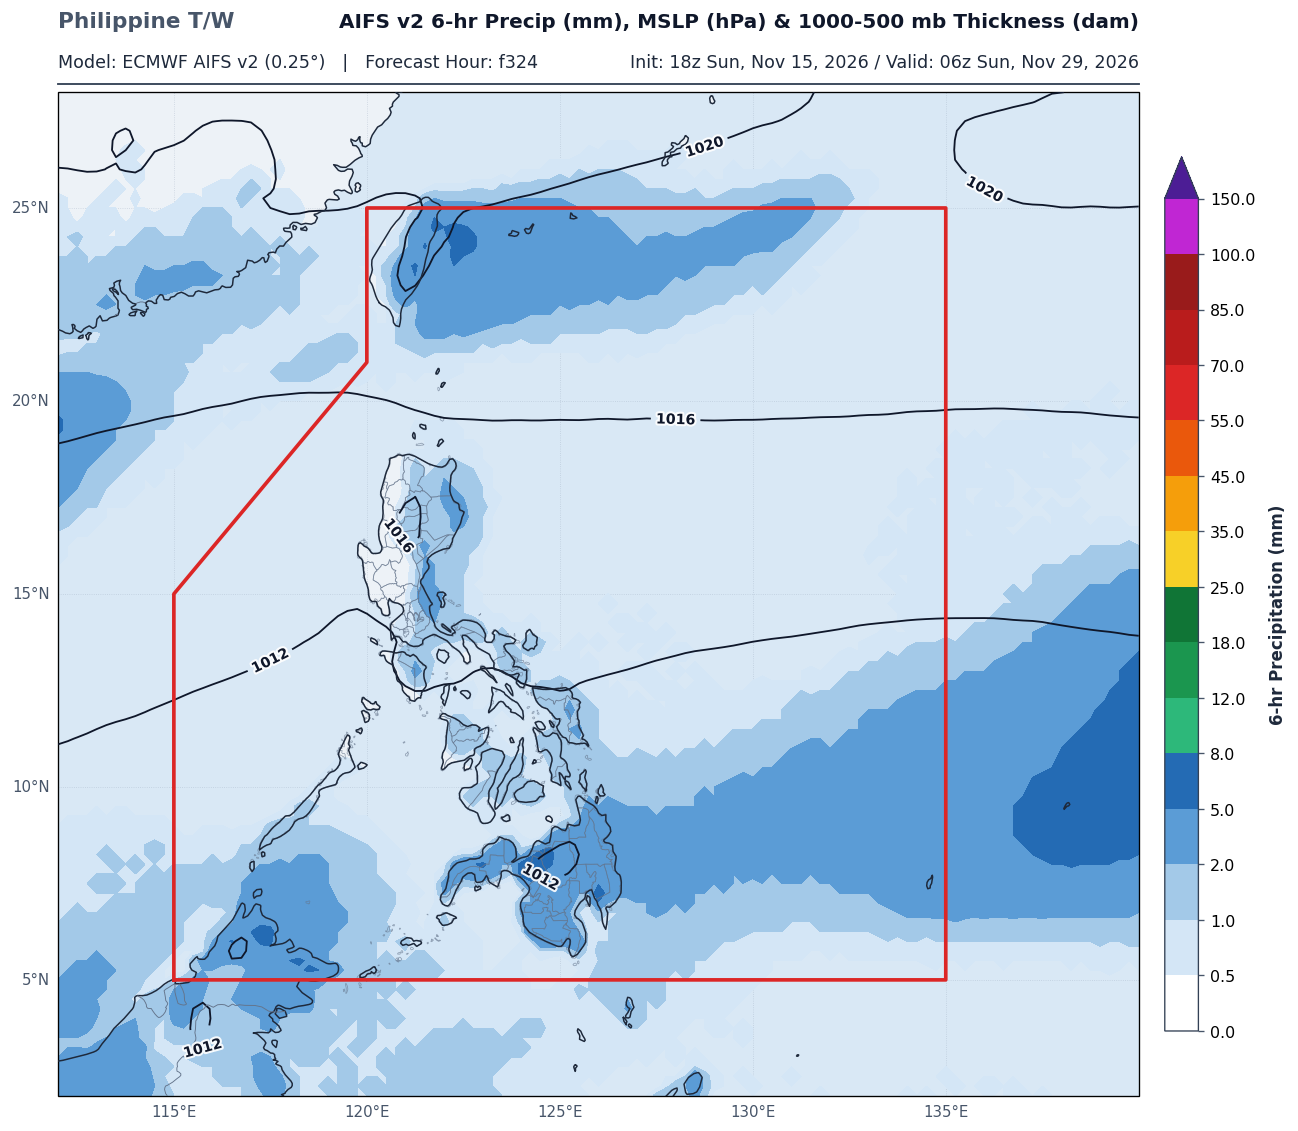 Philippine T/W
AIFS v2 6-hr Precip (mm), MSLP (hPa) & 1000-500 mb Thickness (dam)
Model: ECMWF AIFS v2 (0.25°) | Forecast Hour: f324
Init: 18z Sun, Nov 15, 2026 / Valid: 06z Sun, Nov 29, 2026
1020
1020
1016
1016
1012
1012
1012
25°N
20°N
15°N
10°N
5°N
115°E
120°E
125°E
130°E
135°E
150.0
100.0
85.0
70.0
55.0
45.0
35.0
25.0
18.0
12.0
8.0
5.0
2.0
1.0
0.5
0.0
6-hr Precipitation (mm)